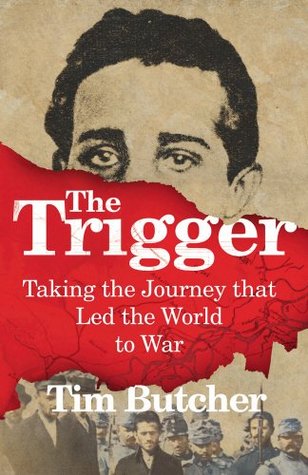 The
Trigger
Taking the Journey that
Led the World
to War
Tim Butcher